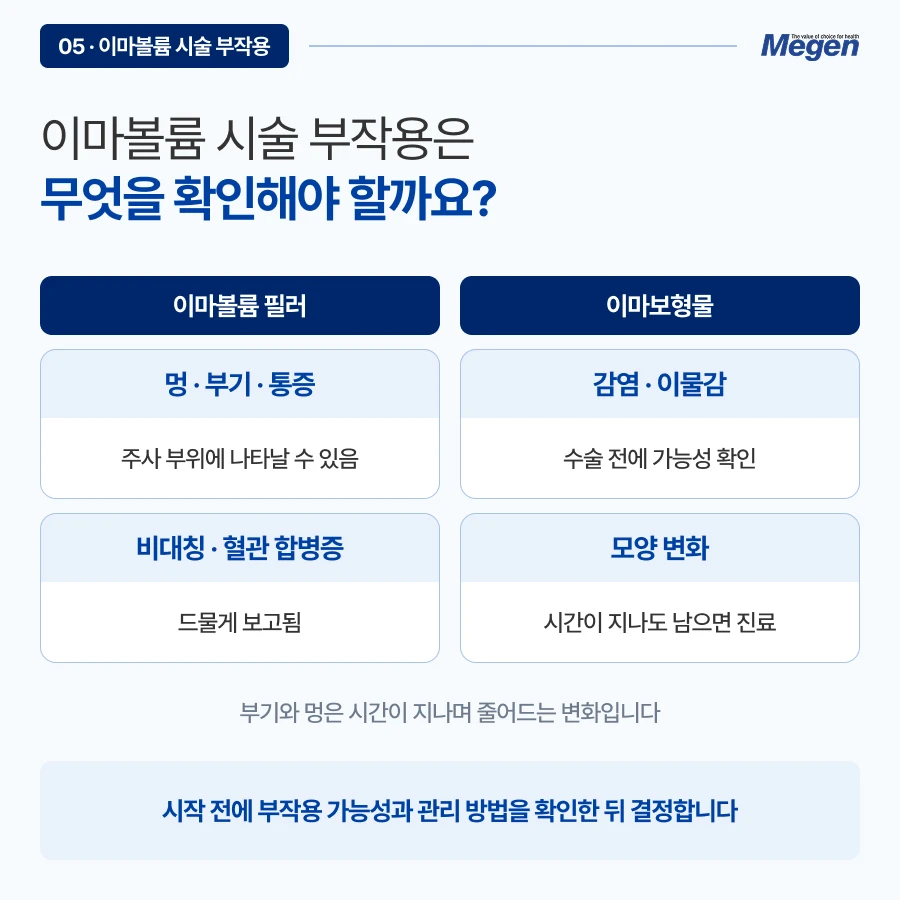 05 · 이마볼륨 시술 부작용
The value of choice for health
Megen
이마볼륨 시술 부작용은
무엇을 확인해야 할까요?
이마볼륨 필러
이마보형물
멍 · 부기 · 통증
감염 · 이물감
주사 부위에 나타날 수 있음
수술 전에 가능성 확인
비대칭 · 혈관 합병증
모양 변화
드물게 보고됨
시간이 지나도 남으면 진료
부기와 멍은 시간이 지나며 줄어드는 변화입니다
시작 전에 부작용 가능성과 관리 방법을 확인한 뒤 결정합니다